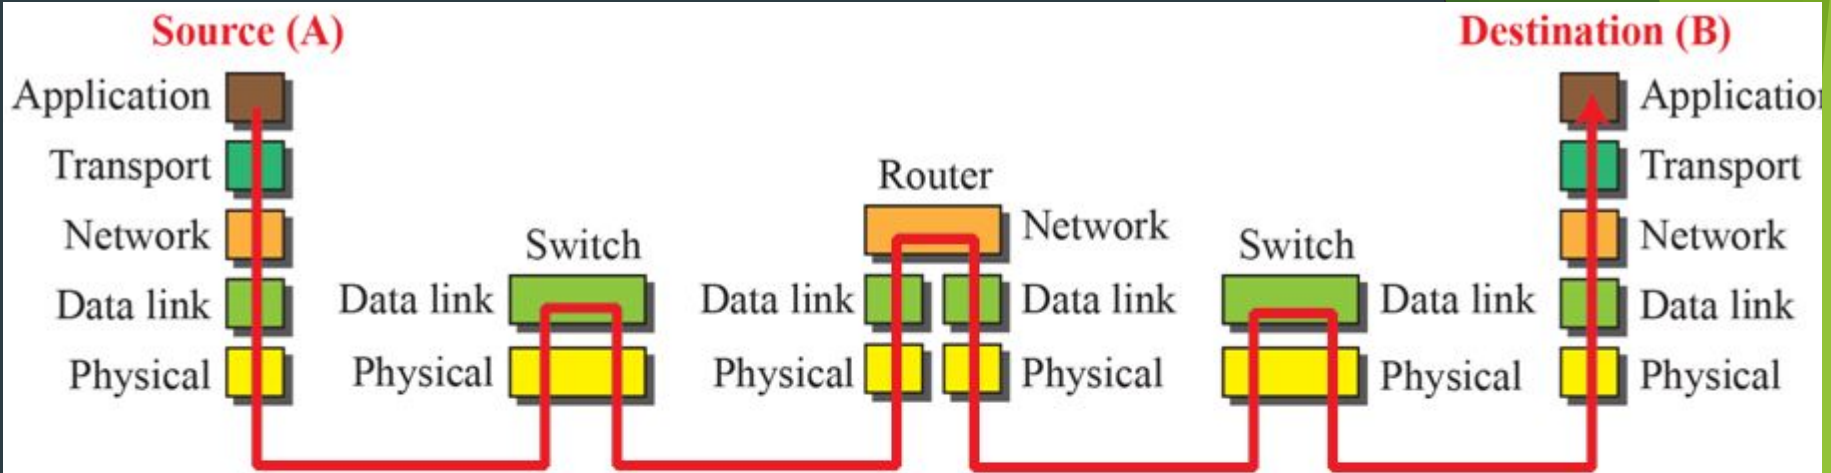 Source (A)
Destination (B)
Application
Transport
Network
Data link
Physical
Switch
Data link
Physical
Router
Network
Data link
Data link
Physical
Physical
Switch
Data link
Physical
Applicatio
Transport
Network
Data link
Physical